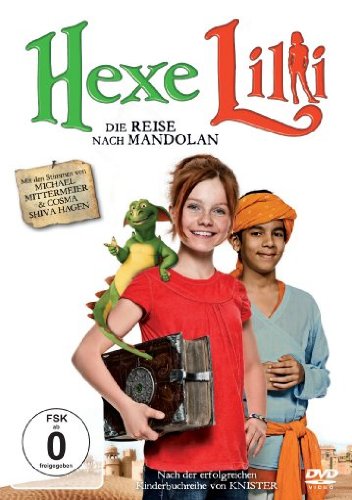 Hexe Lilli
DIE REISE
NACH MANDOLAN
Mit den Stimmen von
MICHAEL
MITTERMEIER
& COSMA
SHIVA HAGEN
FSK
ab
0
freigegeben
Nach der erfolgreichen
Kinderbuchreihe von KNISTER
DVD
VIDEO